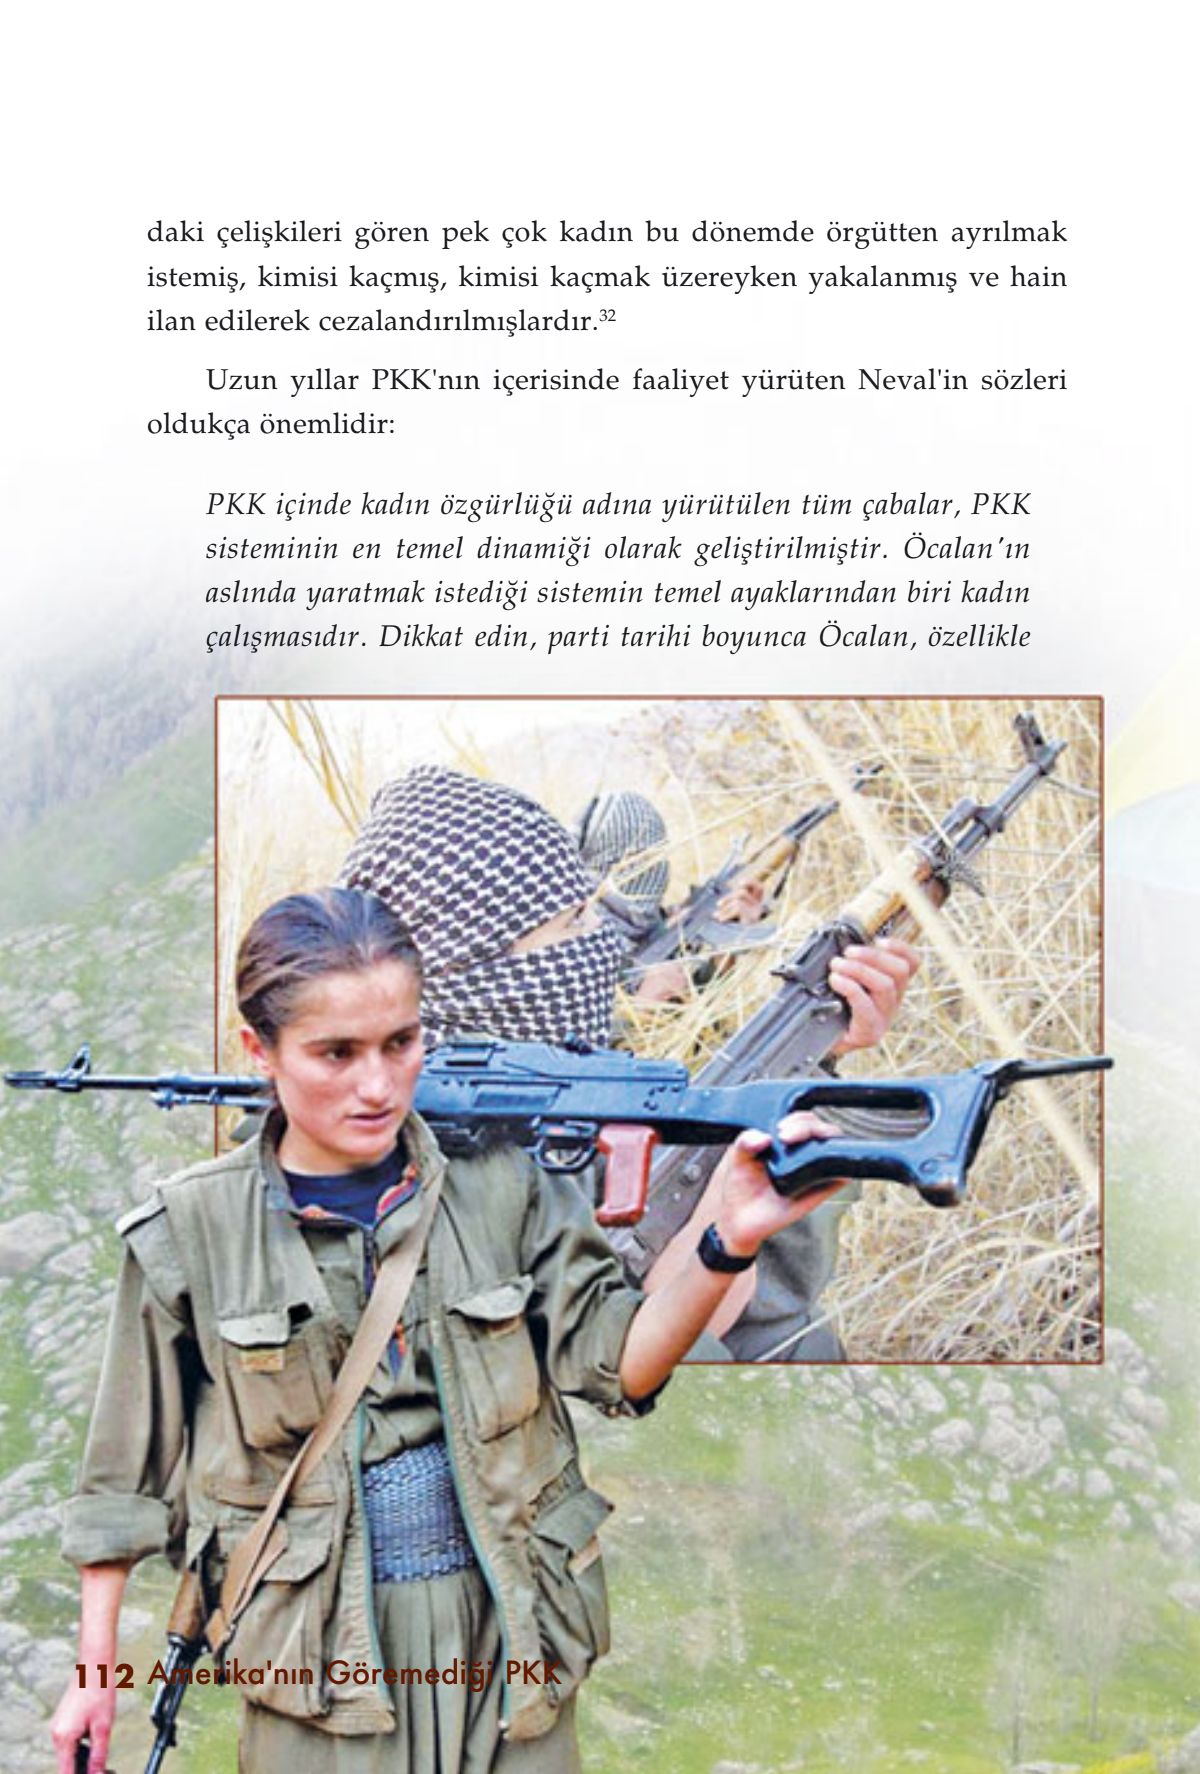 daki çelişkileri gören pek çok kadın bu dönemde örgütten ayrılmak
istemiş, kimisi kaçmış, kimisi kaçmak üzereyken yakalanmış ve hain
ilan edilerek cezalandırılmışlardır.32
Uzun yıllar PKK'nın içerisinde faaliyet yürüten Neval'in sözleri
oldukça önemlidir:
PKK içinde kadın özgürlüğü adına yürütülen tüm çabalar, PKK
sisteminin en temel dinamiği olarak geliştirilmiştir. Öcalan'ın
aslında yaratmak istediği sistemin temel ayaklarından biri kadın
çalışmasıdır. Dikkat edin, parti tarihi boyunca Öcalan, özellikle
112 Amerika'nın Göremediği PKK